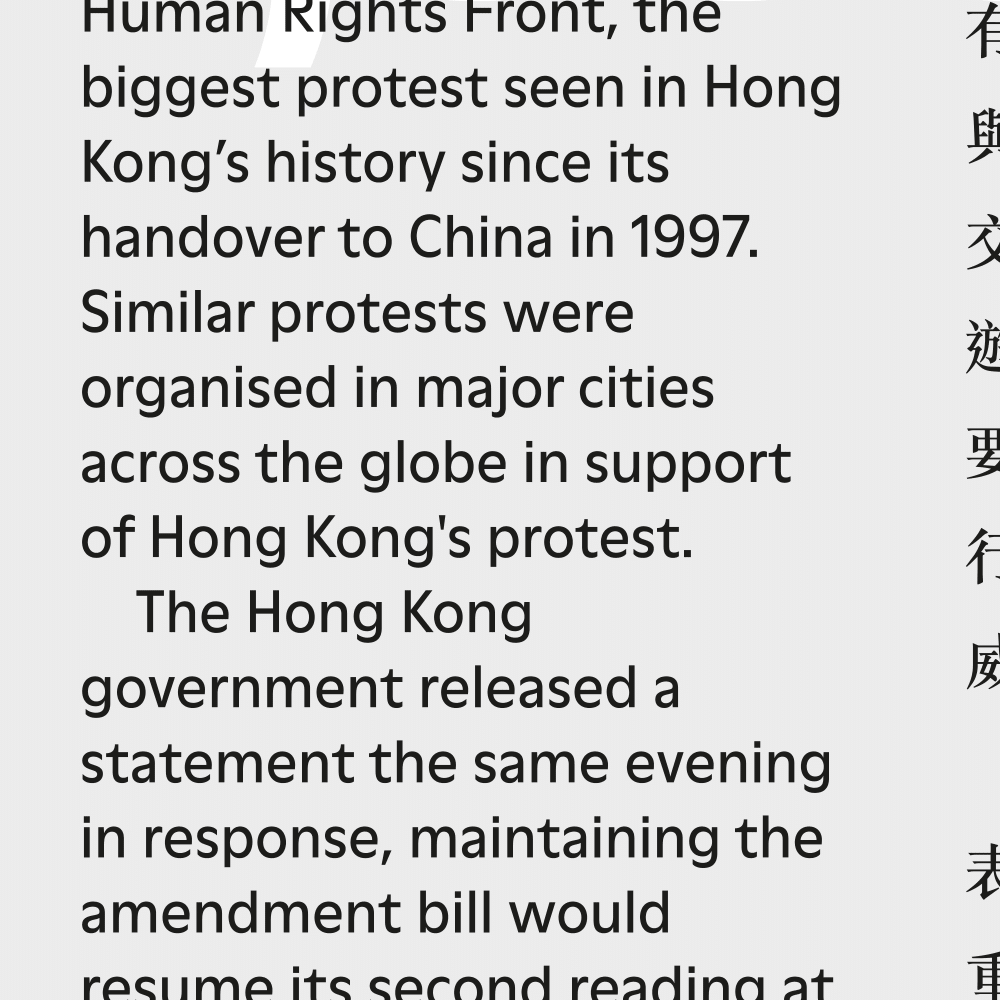 Human Rights Front, the
biggest protest seen in Hong
Kong’s history since its
handover to China in 1997.
Similar protests were
organised in major cities
across the globe in support
of Hong Kong's protest.
The Hong Kong
government released a
statement the same evening
in response, maintaining the
amendment bill would
resume its second reading at
有
與
交
遊
要
行
威
表
重